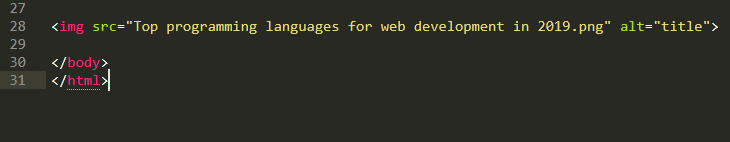 27
28 <img src="Top programming languages for web development in 2019.png" alt="title">
29
30 </body>
31 </html>